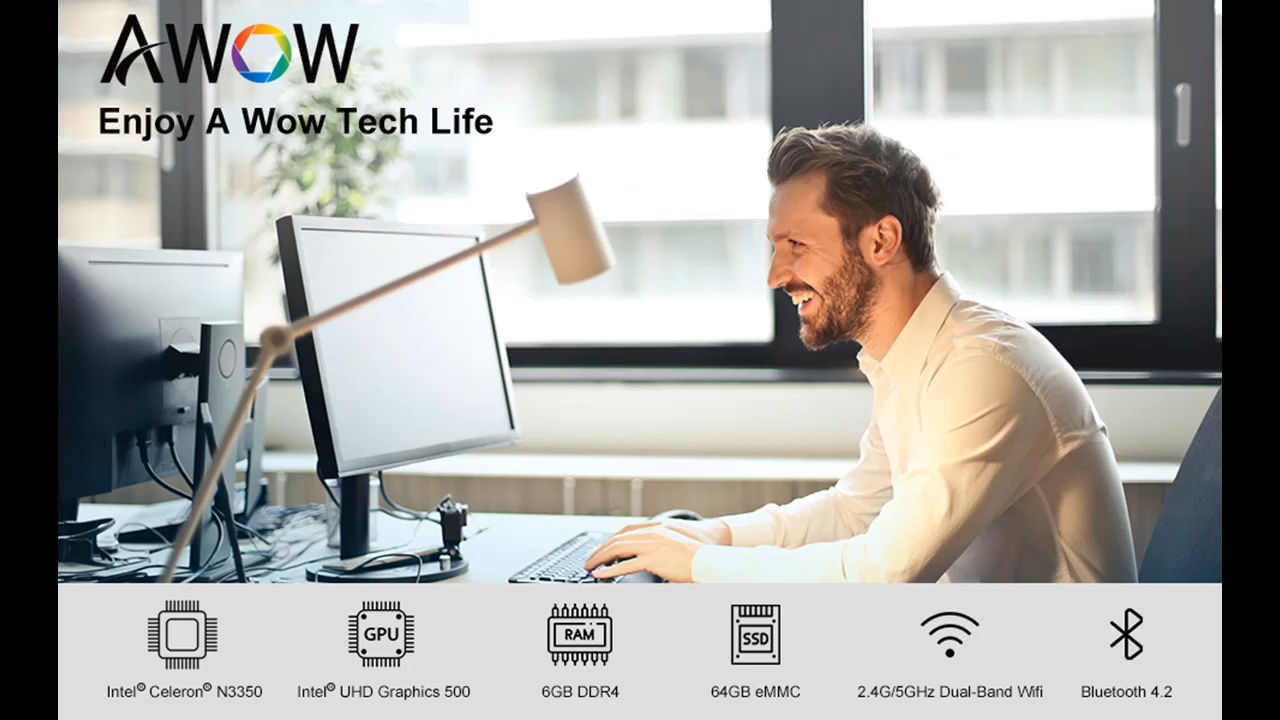 AWOW
Enjoy A Wow Tech Life
GPU
RAM
SSD
Intel® Celeron® N3350
Intel® UHD Graphics 500
6GB DDR4
64GB eMMC
2.4G/5GHz Dual-Band Wifi
Bluetooth 4.2